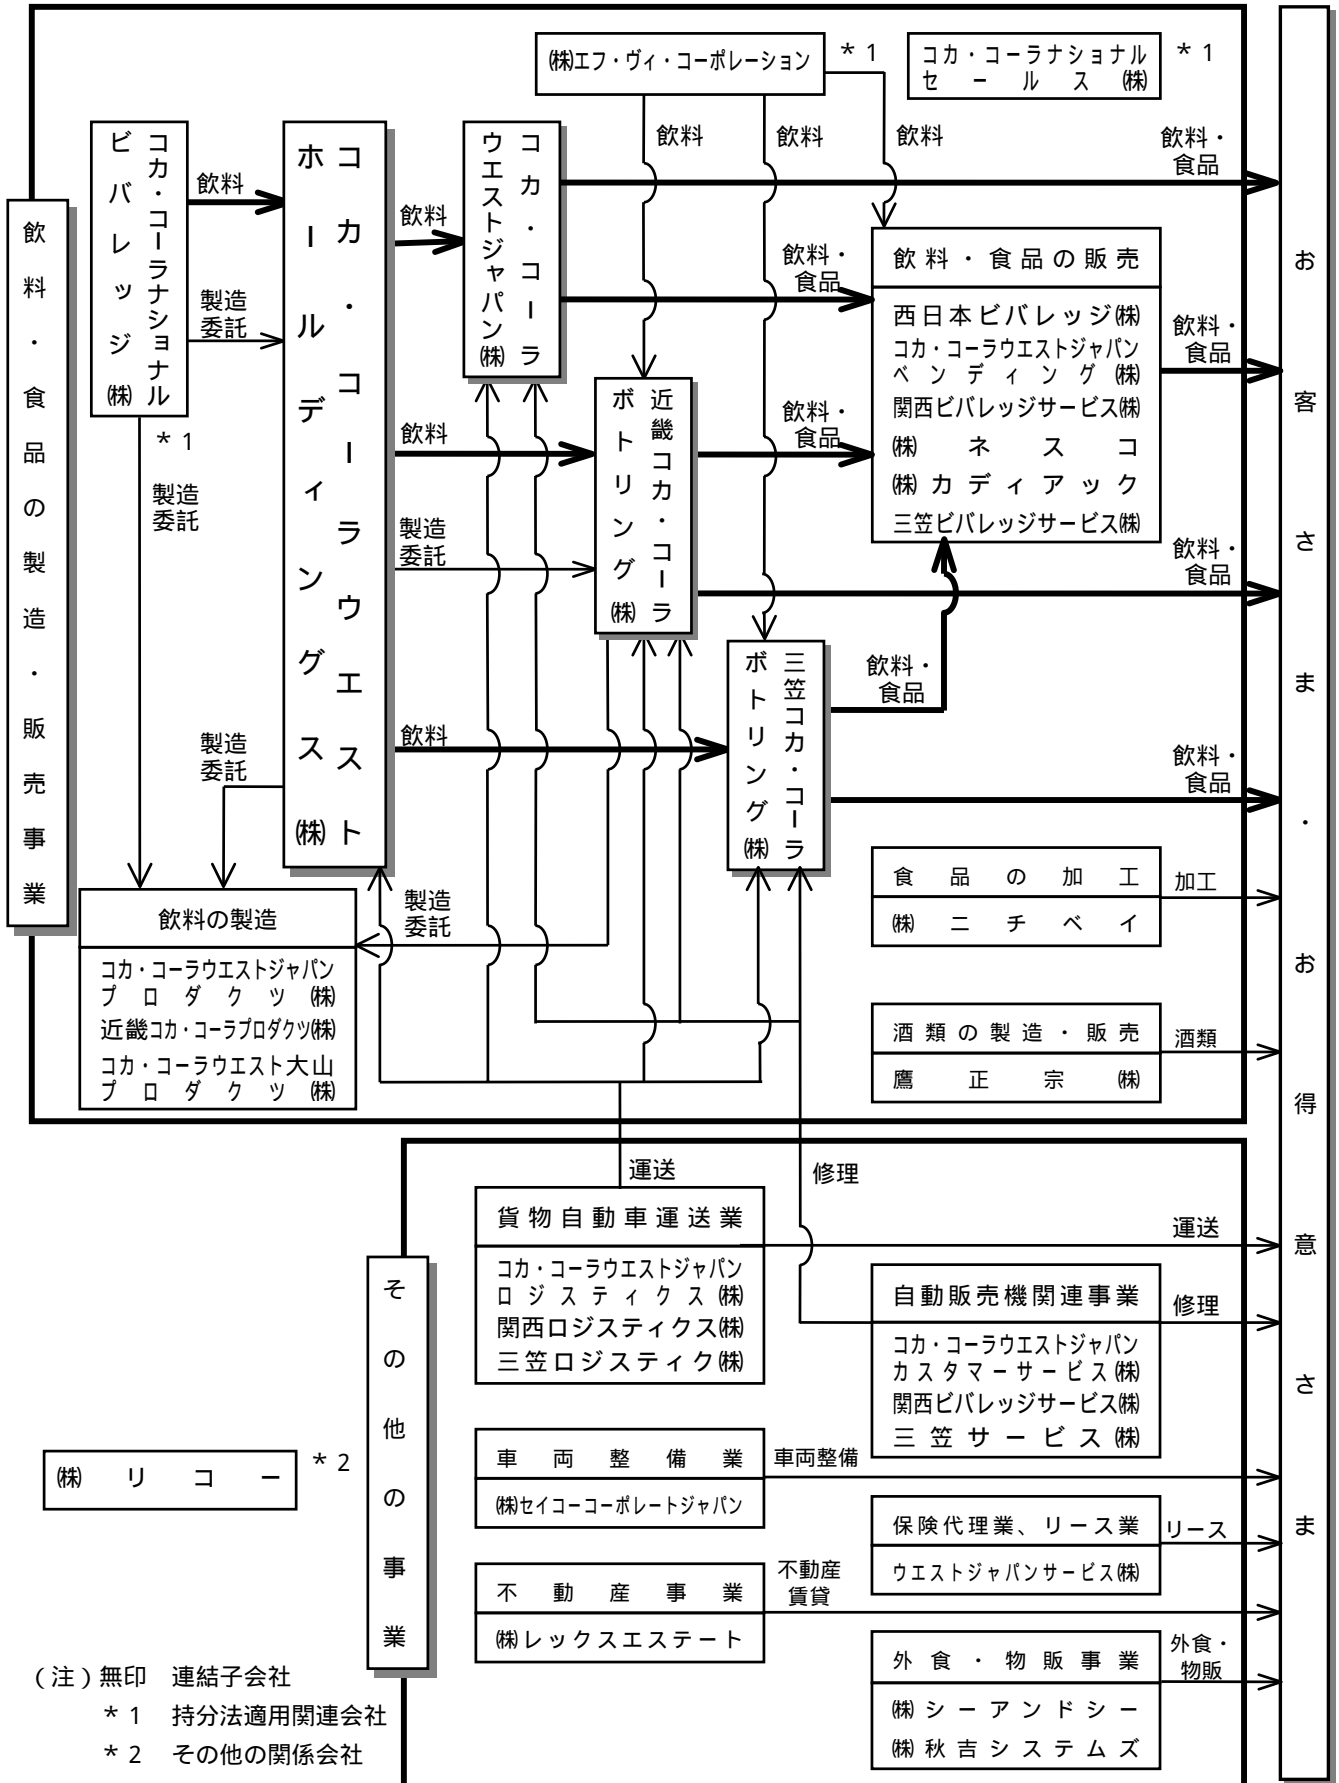 ㈱エフ・ヴィ・コーポレーション
＊1
コカ・コーラナショナル
セールス㈱
＊1
飲料
飲料
飲料
飲料・
食品
コカ・コーラナショナル
ビバレッジ㈱
＊1
飲料
製造
委託
製造
委託
コカ・コーラウエスト
ホールディングス㈱
飲料
コカ・コーラ
ウエストジャパン㈱
飲料・
食品
飲料・食品の販売
西日本ビバレッジ㈱
コカ・コーラウエストジャパン
ベンディング㈱
関西ビバレッジサービス㈱
㈱ネスコ
㈱カディアック
三笠ビバレッジサービス㈱
飲料・
食品
飲料・食品の製造・販売事業
お客さま・お得意さま
飲料
製造
委託
近畿コカ・コーラ
ボトリング㈱
飲料・
食品
飲料・
食品
飲料
三笠コカ・コーラ
ボトリング㈱
飲料・
食品
飲料・
食品
製造
委託
製造
委託
飲料の製造
コカ・コーラウエストジャパン
プロダクツ㈱
近畿コカ・コーラプロダクツ㈱
コカ・コーラウエスト大山
プロダクツ㈱
食品の加工
㈱ニチベイ
加工
酒類の製造・販売
鷹正宗㈱
酒類
運送
修理
貨物自動車運送業
コカ・コーラウエストジャパン
ロジスティクス㈱
関西ロジスティクス㈱
三笠ロジスティク㈱
運送
自動販売機関連事業
コカ・コーラウエストジャパン
カスタマーサービス㈱
関西ビバレッジサービス㈱
三笠サービス㈱
修理
その他の事業
㈱リコー
＊2
車両整備業
㈱セイコーコーポレートジャパン
車両整備
保険代理業、リース業
ウエストジャパンサービス㈱
リース
不動産事業
㈱レックスエステート
不動産
賃貸
外食・物販事業
㈱シーアンドシー
㈱秋吉システムズ
外食・
物販
（注）無印　連結子会社
＊1　持分法適用関連会社
＊2　その他の関係会社